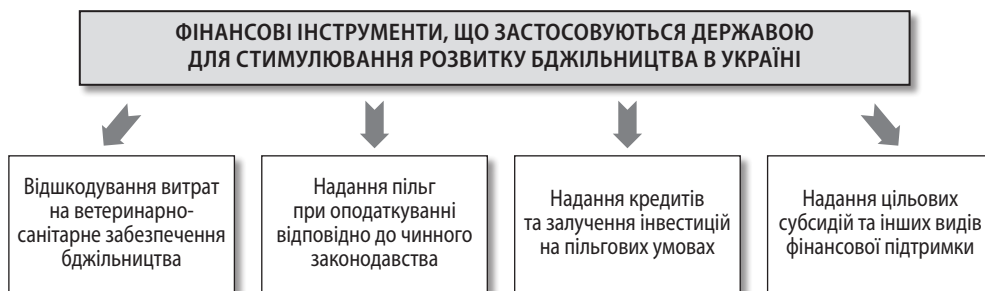 ФІНАНСОВІ ІНСТРУМЕНТИ, ЩО ЗАСТОСОВУЮТЬСЯ ДЕРЖАВОЮ
ДЛЯ СТИМУЛЮВАННЯ РОЗВИТКУ БДЖІЛЬНИЦТВА В УКРАЇНІ
Відшкодування витрат
на ветеринарно-
санітарне забезпечення
бджільництва
Надання пільг
при оподаткуванні
відповідно до чинного
законодавства
Надання кредитів
та залучення інвестицій
на пільгових умовах
Надання цільових
субсидій та інших видів
фінансової підтримки